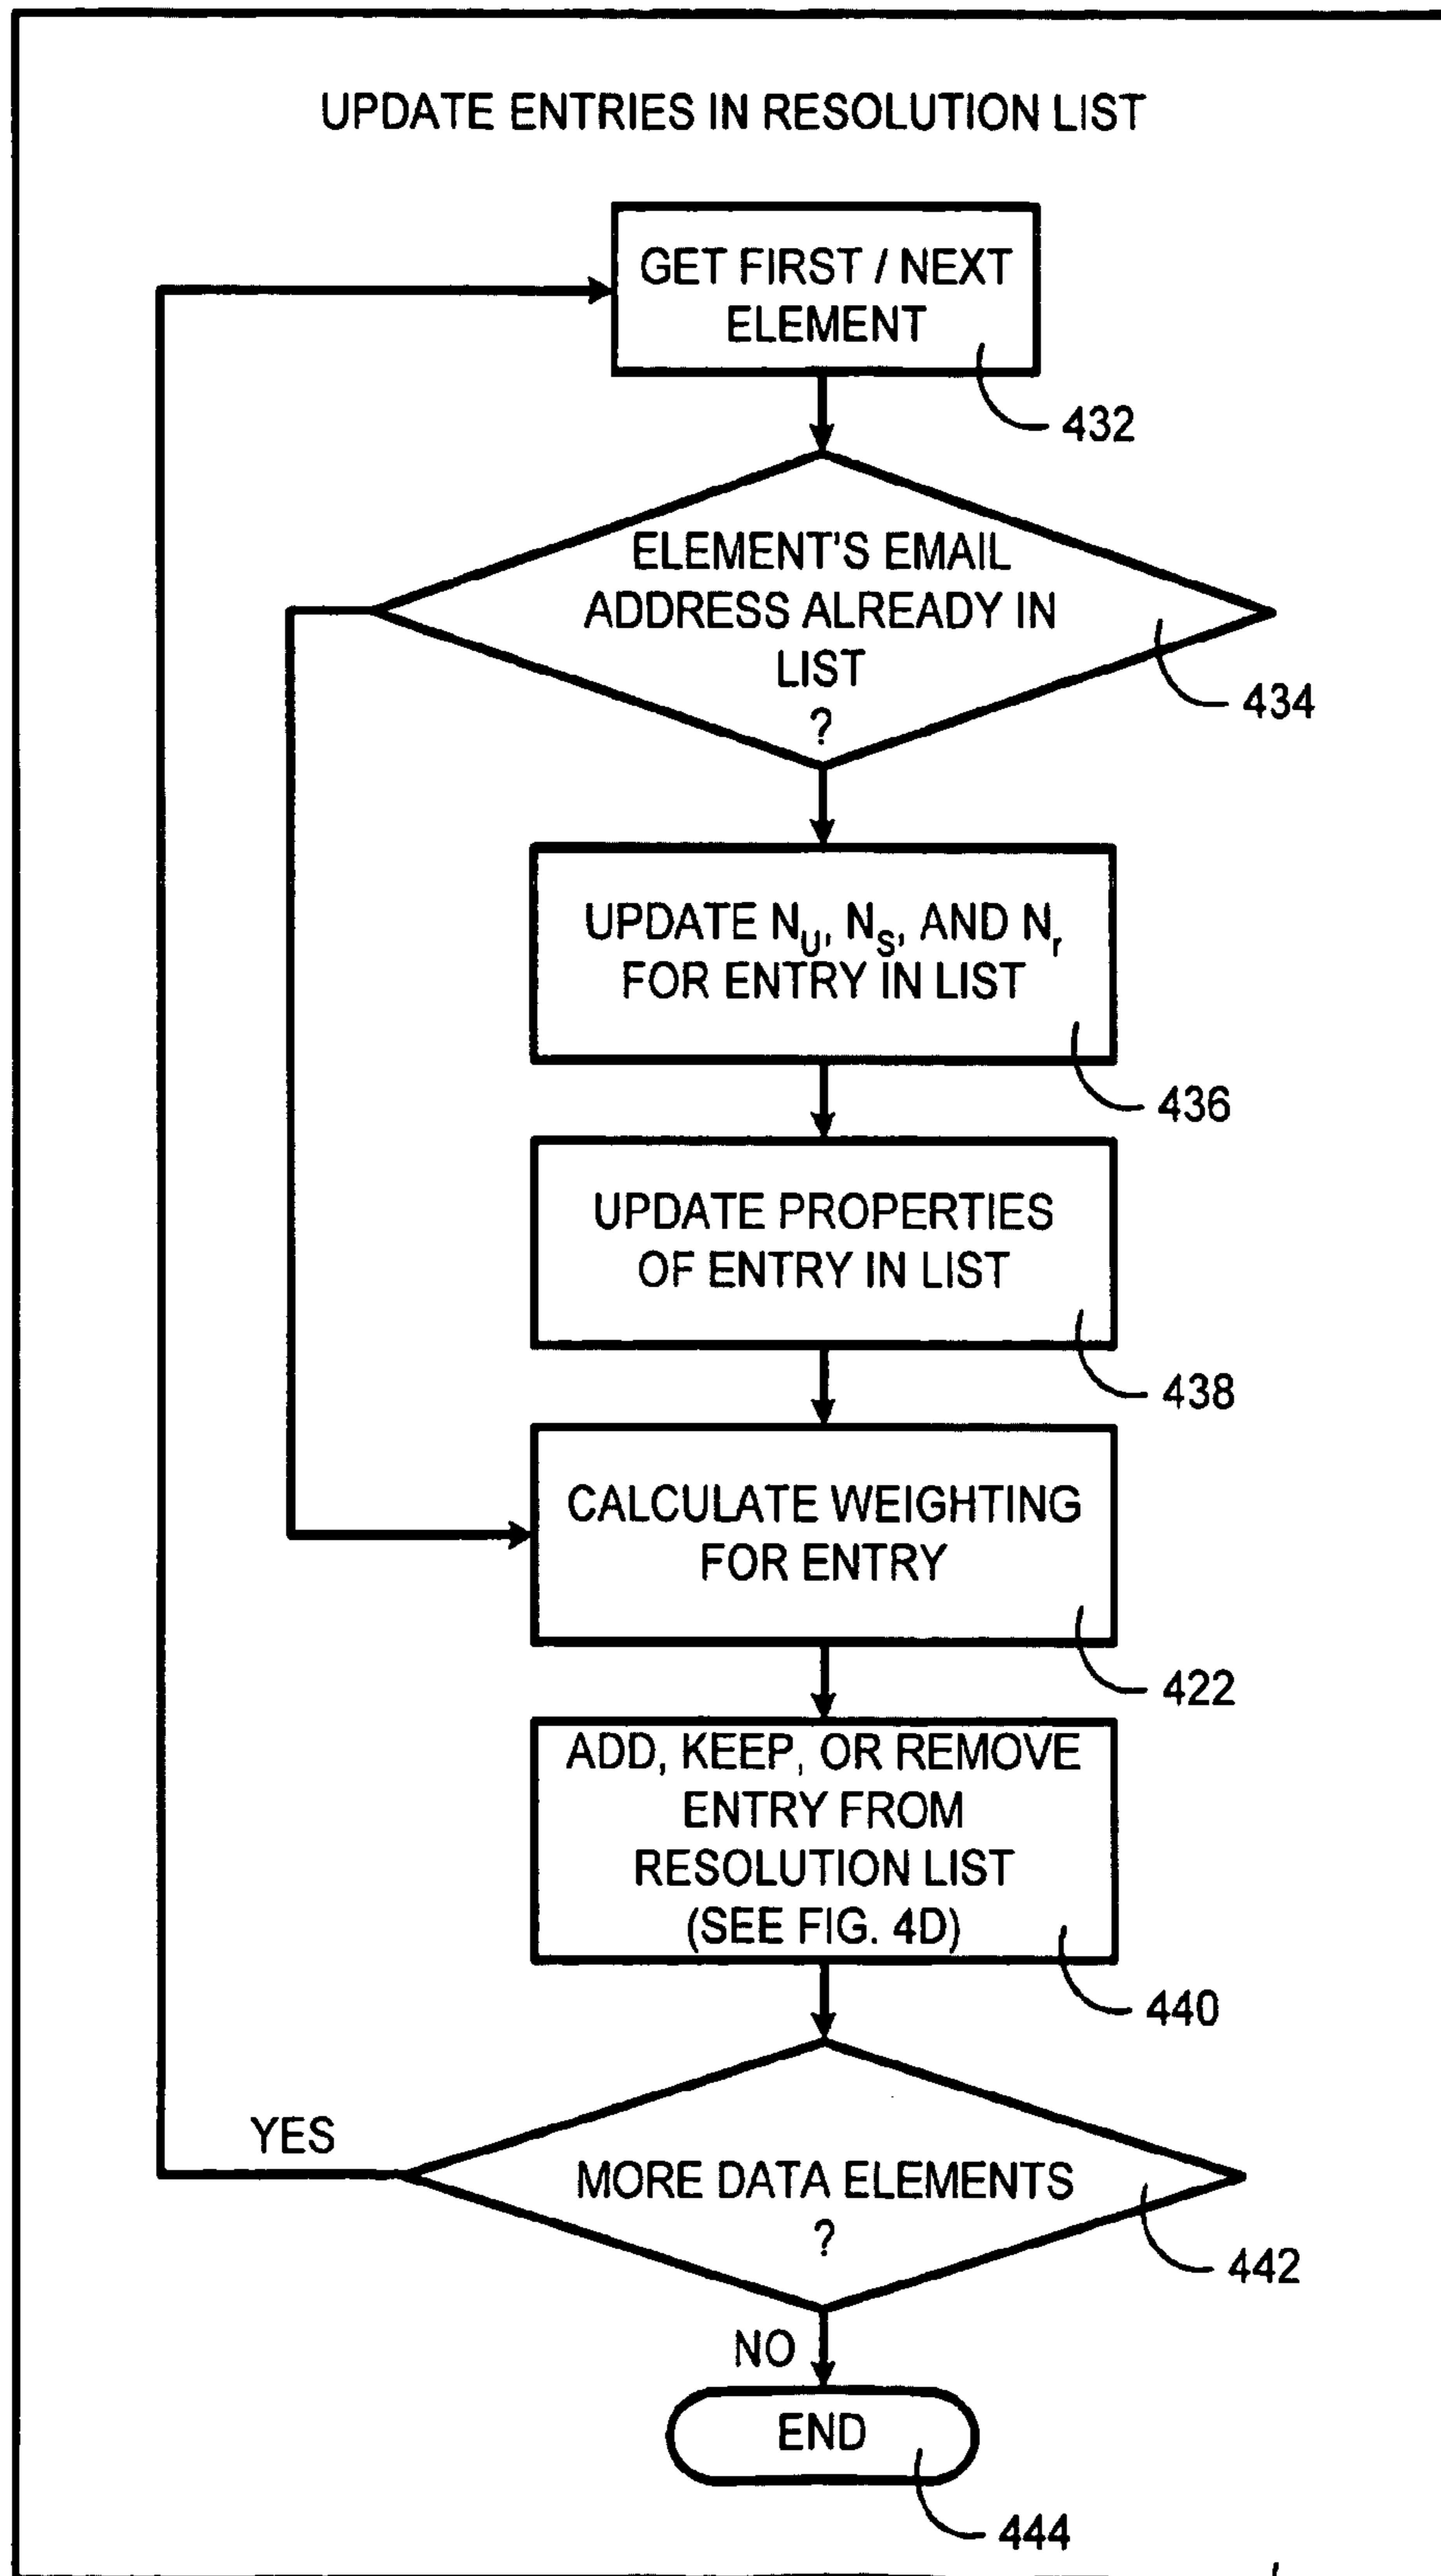 UPDATE ENTRIES IN RESOLUTION LIST
GET FIRST / NEXT
ELEMENT
432
ELEMENT'S EMAIL
ADDRESS ALREADY IN
LIST
?
434
UPDATE NU, NS, AND Nr
FOR ENTRY IN LIST
436
UPDATE PROPERTIES
OF ENTRY IN LIST
438
CALCULATE WEIGHTING
FOR ENTRY
422
ADD, KEEP, OR REMOVE
ENTRY FROM
RESOLUTION LIST
(SEE FIG. 4D)
440
YES
MORE DATA ELEMENTS
?
442
NO
END
444